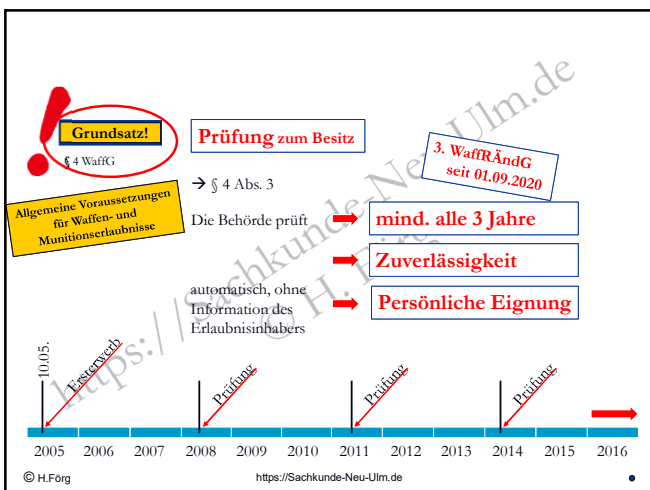 Grundsatz!
§ 4 WaffG
Prüfung zum Besitz
3. WaffRÄndG
seit 01.09.2020
Allgemeine Voraussetzungen
für Waffen- und
Munitionserlaubnisse
→ § 4 Abs. 3
Die Behörde prüft
mind. alle 3 Jahre
Zuverlässigkeit
automatisch, ohne
Information des
Erlaubnisinhabers
Persönliche Eignung
https://Sachkunde-Neu-Ulm.de
© H. Förg
10.05.
Ersterwerb
Prüfung
Prüfung
Prüfung
2005 2006 2007 2008 2009 2010 2011 2012 2013 2014 2015 2016
© H.Förg
https://Sachkunde-Neu-Ulm.de